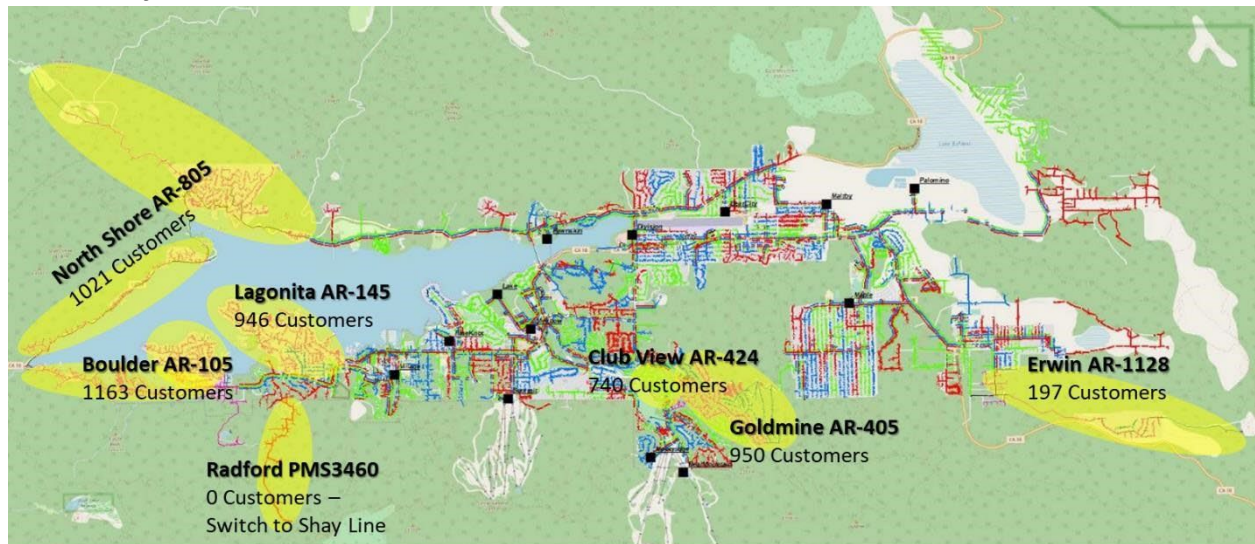 North Shore AR-805
1021 Customers
Lagonita AR-145
946 Customers
Boulder AR-105
1163 Customers
Club View AR-424
740 Customers
Goldmine AR-405
950 Customers
Erwin AR-1128
197 Customers
Radford PMS3460
0 Customers –
Switch to Shay Line
Palomino
Maltby
Division
Maple